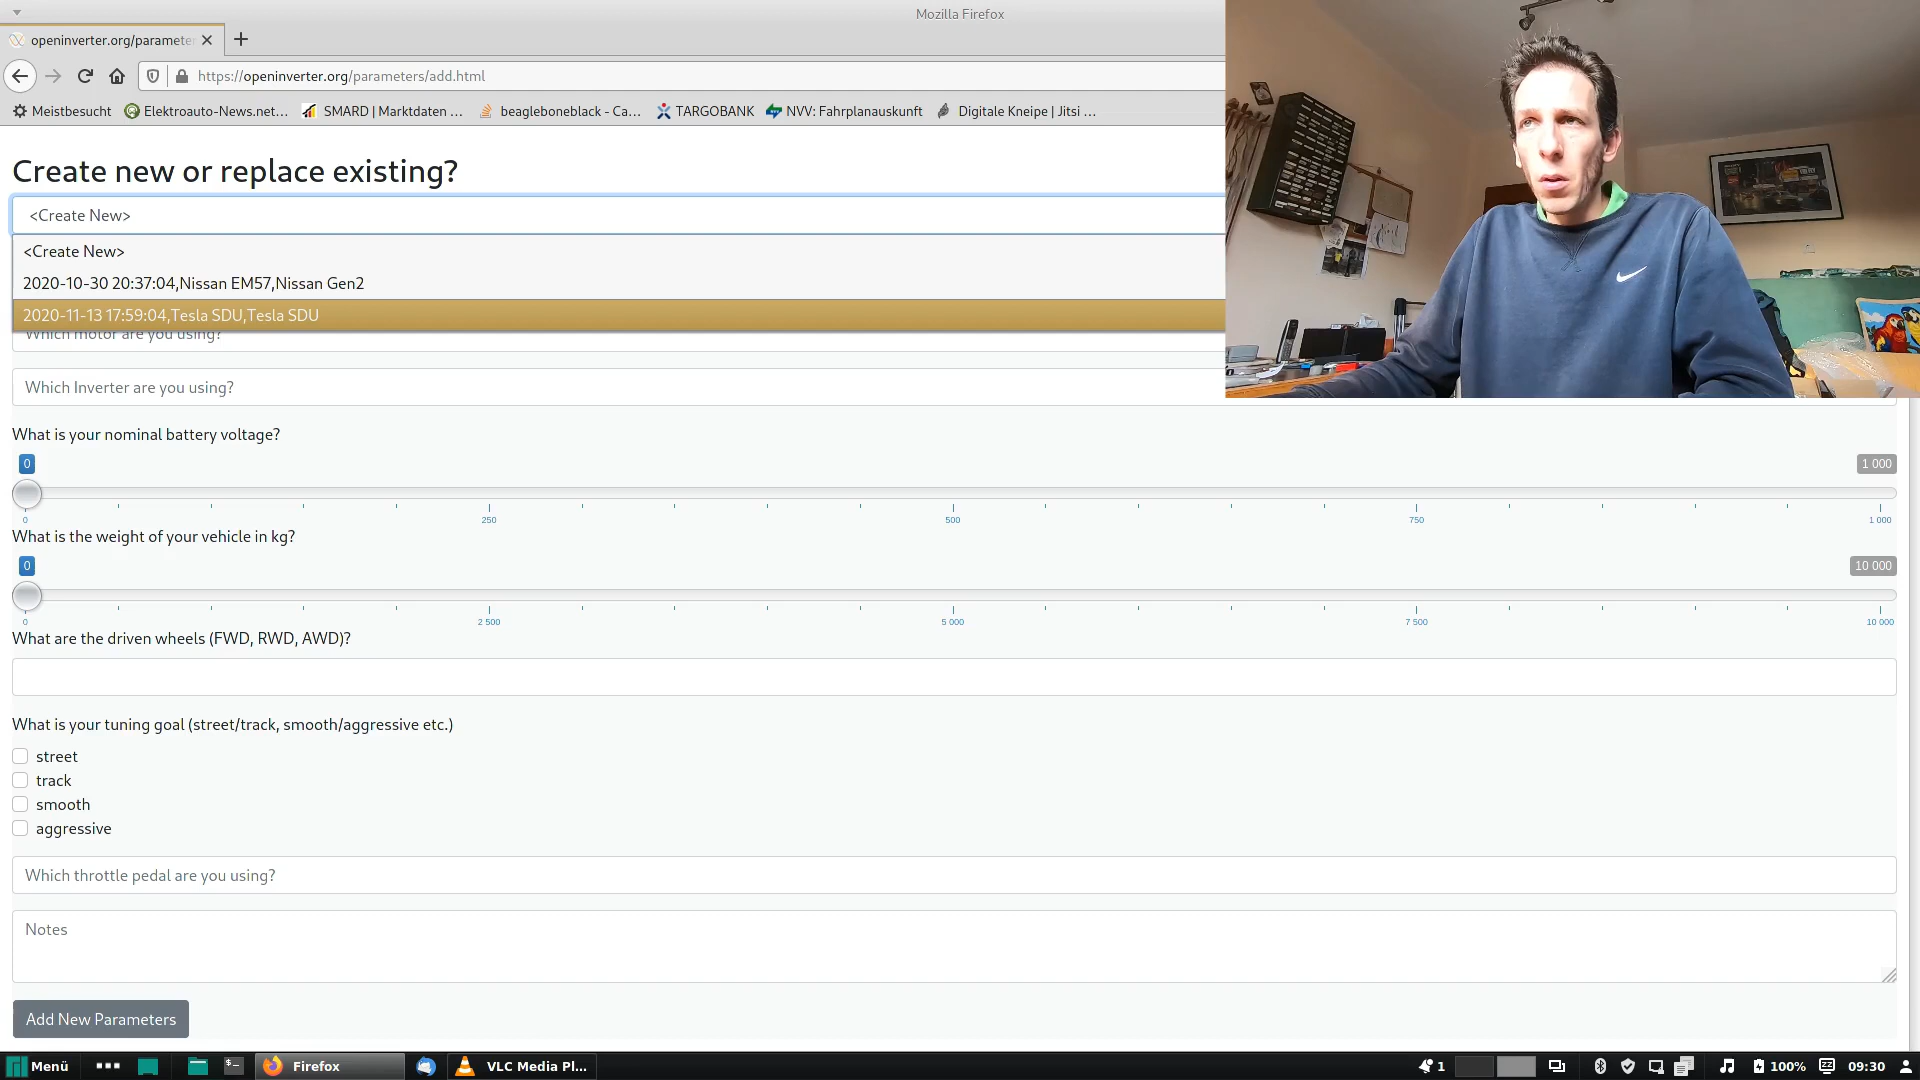 Mozilla Firefox
openinverter.org/paramete
https://openinverter.org/parameters/add.html
Meistbesucht
Elektroauto-News.net...
SMARD | Marktdaten ...
beagleboneblack - Ca...
TARGOBANK
NVV: Fahrplanauskunft
Digitale Kneipe | Jitsi ...
Create new or replace existing?
<Create New>
<Create New>
2020-10-30 20:37:04,Nissan EM57,Nissan Gen2
2020-11-13 17:59:04,Tesla SDU,Tesla SDU
Which motor are you using?
Which Inverter are you using?
What is your nominal battery voltage?
0
1 000
0 250 500 750 1 000
What is the weight of your vehicle in kg?
0
10 000
0 2 500 5 000 7 500 10 000
What are the driven wheels (FWD, RWD, AWD)?
What is your tuning goal (street/track, smooth/aggressive etc.)
street
track
smooth
aggressive
Which throttle pedal are you using?
Notes
Add New Parameters
Menü
Firefox
VLC Media Pl...
1
100%
09:30